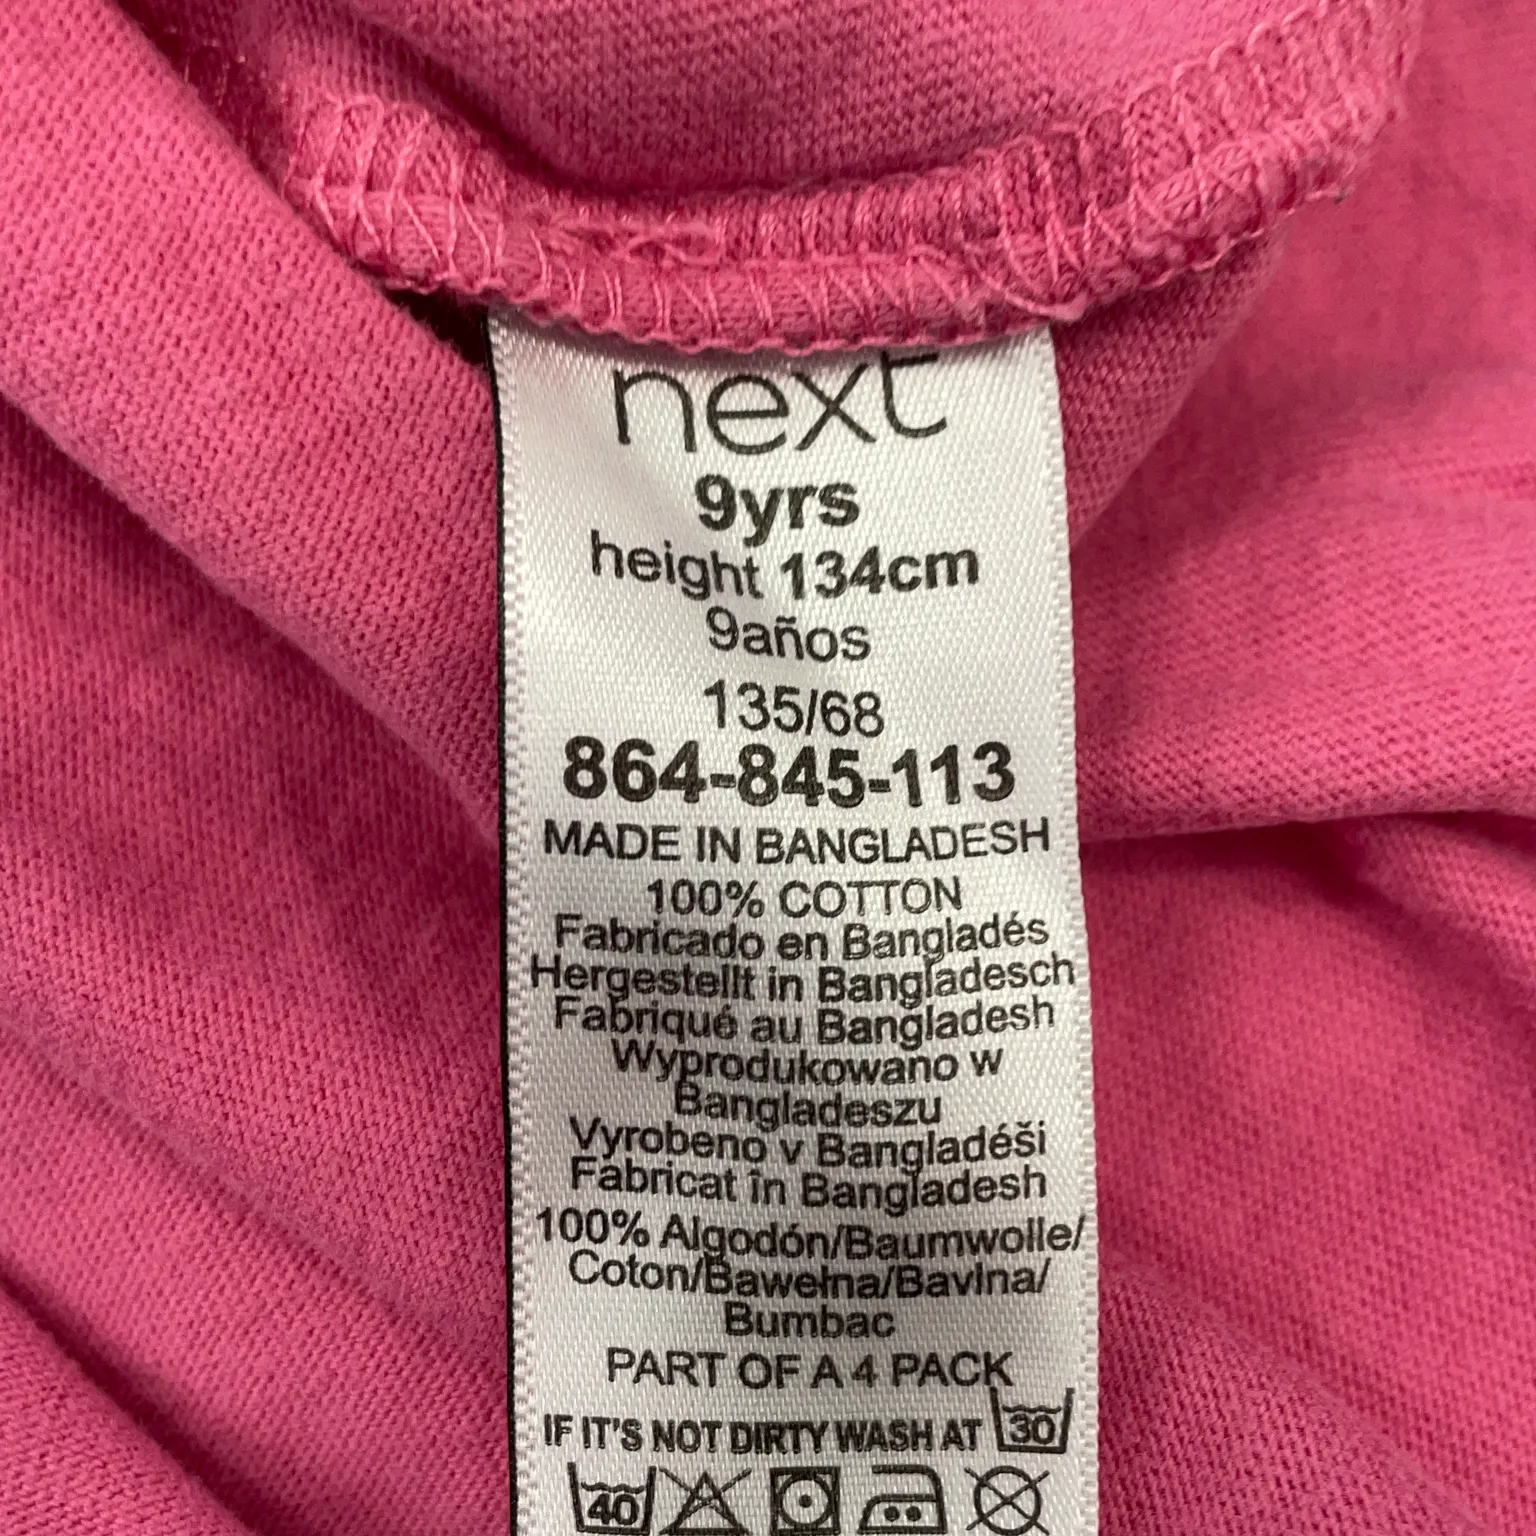 next
9yrs
height 134cm
9años
135/68
864-845-113
MADE IN BANGLADESH
100% COTTON
Fabricado en Bangladés
Hergestellt in Bangladesch
Fabriqué au Bangladesh
Wyprodukowano w
Bangladeszu
Vyrobeno v Bangladéši
Fabricat în Bangladesh
100% Algodón/Baumwolle/
Coton/Bawełna/Bavlna/
Bumbac
PART OF A 4 PACK
IF IT'S NOT DIRTY WASH AT 30
40